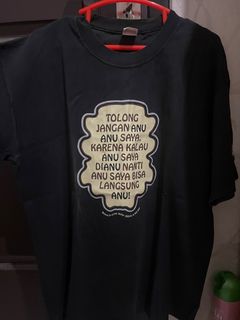 TOLONG
JANGAN ANU
ANU SAYA,
KARENA KALAU
ANU SAYA
DIANU NANTI
ANU SAYA BISA
LANGSUNG
ANU!